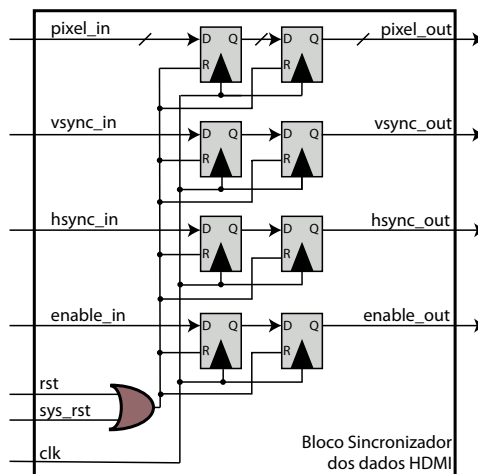 pixel_in
D Q
D Q
pixel_out
R
R
vsync_in
D Q
D Q
vsync_out
R
R
hsync_in
D Q
D Q
hsync_out
R
R
enable_in
D Q
D Q
enable_out
R
R
rst
sys_rst
clk
Bloco Sincronizador
dos dados HDMI